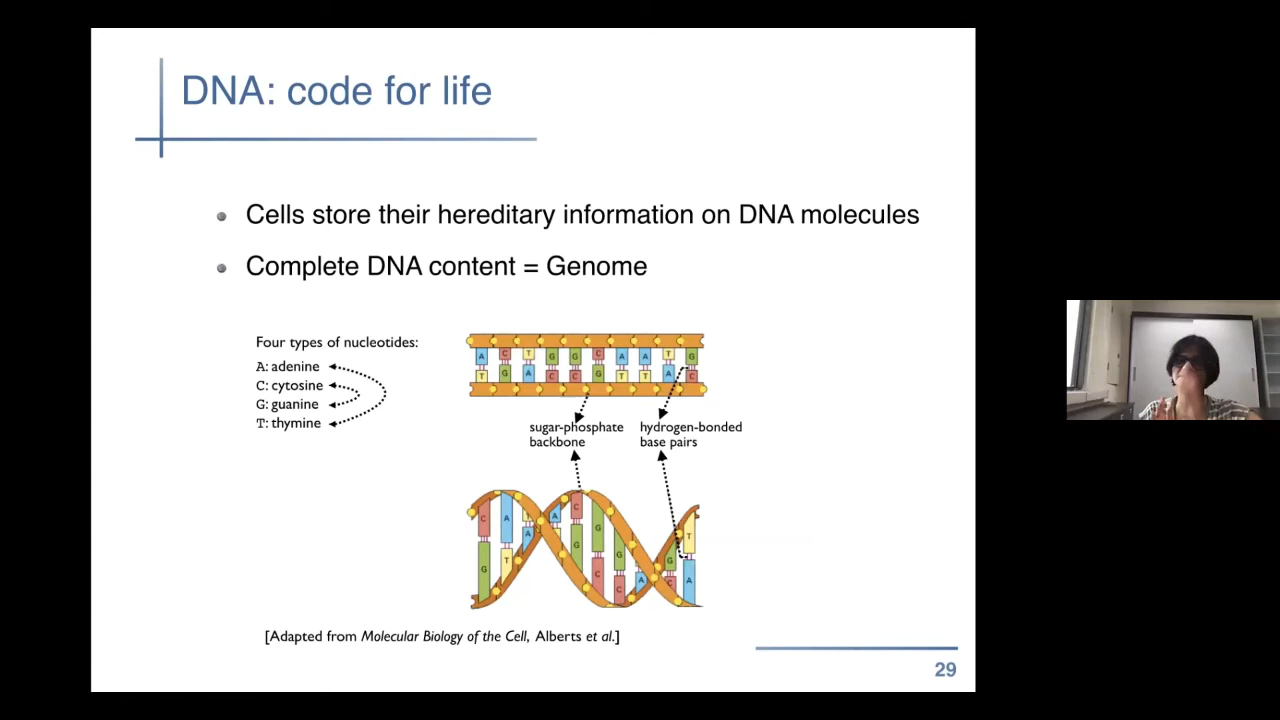 DNA: code for life
Cells store their hereditary information on DNA molecules
Complete DNA content = Genome
Four types of nucleotides:
A: adenine
C: cytosine
G: guanine
T: thymine
A C T G G C A A T G
T G A C C G T T A C
sugar-phosphate
backbone
hydrogen-bonded
base pairs
C A A A C G G G T
G T G C C A C A
[Adapted from Molecular Biology of the Cell, Alberts et al.]
29